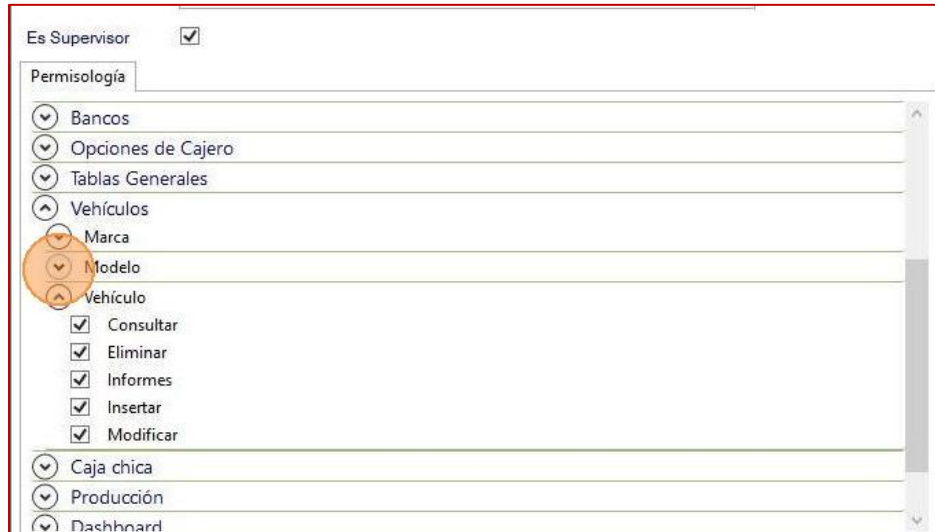 Es Supervisor
Permisología
Bancos
Opciones de Cajero
Tablas Generales
Vehículos
Marca
Modelo
Vehículo
Consultar
Eliminar
Informes
Insertar
Modificar
Caja chica
Producción
Dashboard